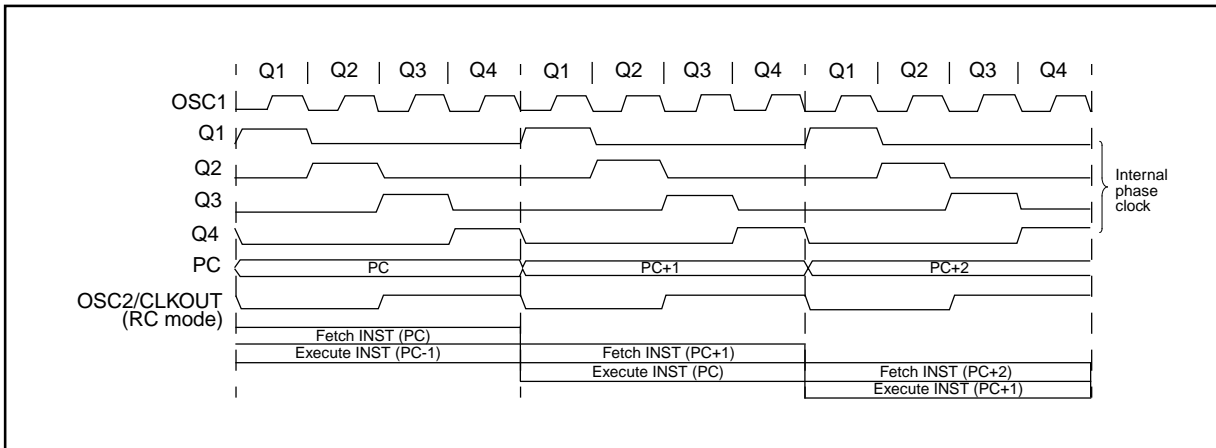 Q1 Q2 Q3 Q4 Q1 Q2 Q3 Q4 Q1 Q2 Q3 Q4
OSC1
Q1
Q2
Q3
Q4
Internal
phase
clock
PC
PC PC+1 PC+2
OSC2/CLKOUT
(RC mode)
Fetch INST (PC)
Execute INST (PC-1) Fetch INST (PC+1)
Execute INST (PC) Fetch INST (PC+2)
Execute INST (PC+1)